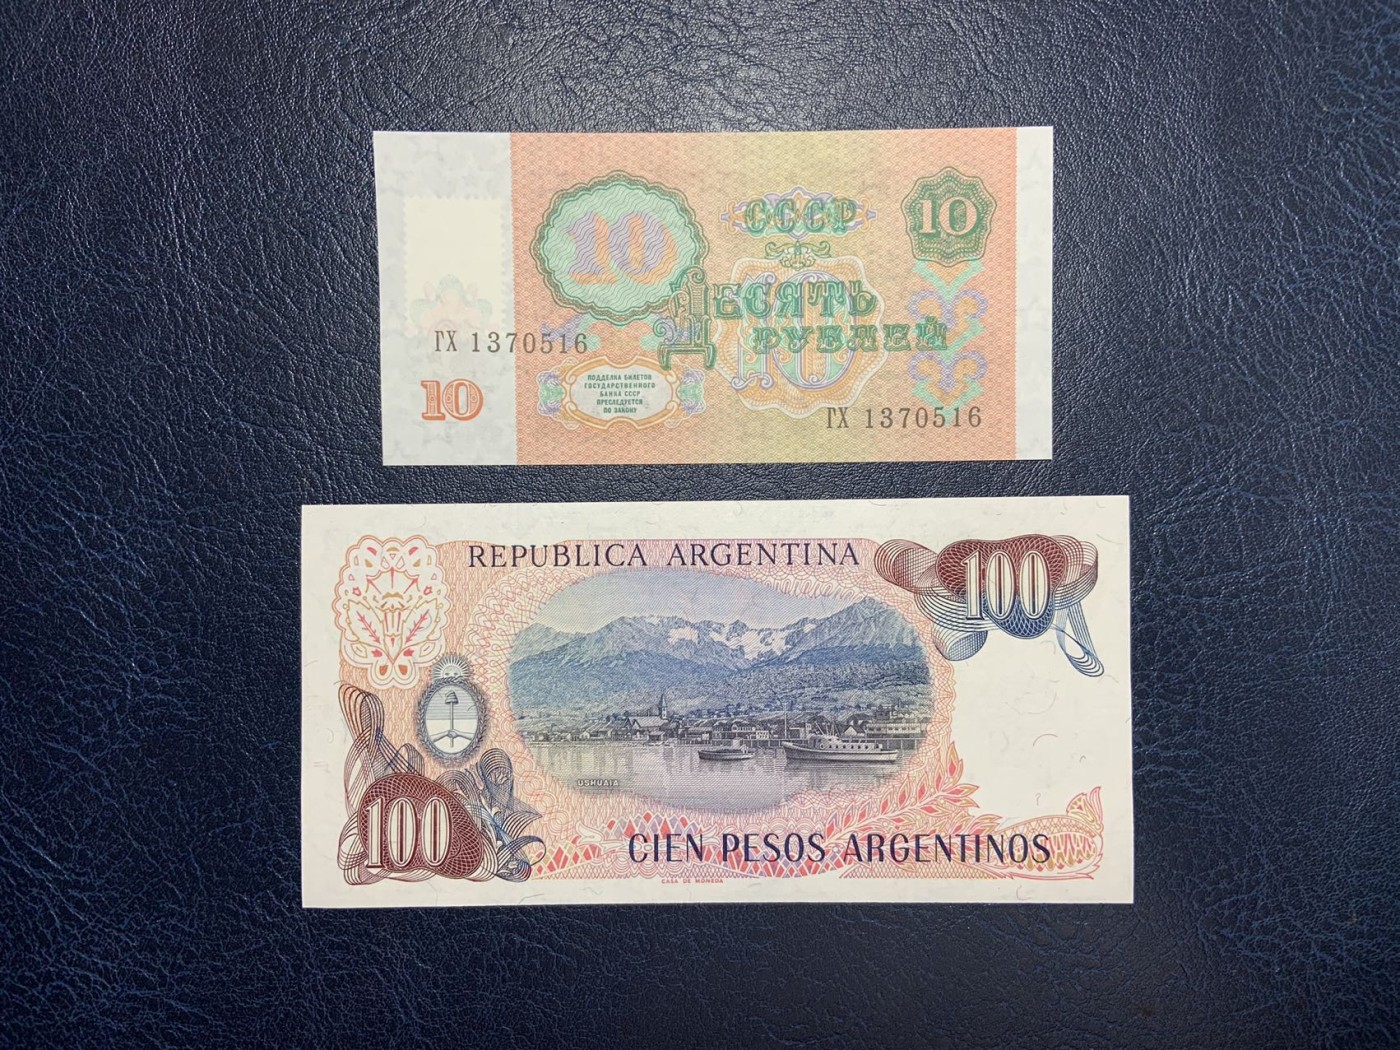 10
СССР
10
10
ДЕСЯТЬ
РУБЛЕЙ
ГХ 1370516
10
ПОДДЕЛКА БИЛЕТОВ
ГОСУДАРСТВЕННОГО
БАНКА СССР
ПРЕСЛЕДУЕТСЯ
ПО ЗАКОНУ
ГХ 1370516
REPUBLICA ARGENTINA
100
USHUAIA
100
CIEN PESOS ARGENTINOS
CASA DE MONEDA